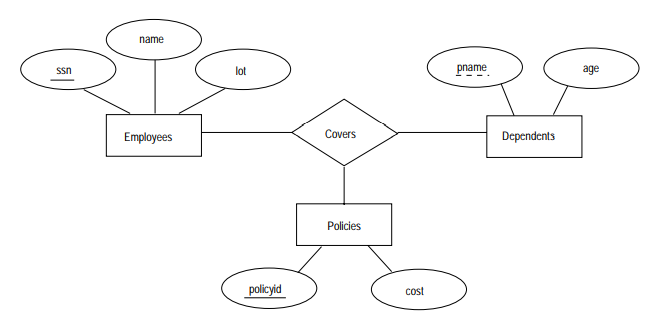 name
ssn
lot
pname
age
Employees
Covers
Dependents
Policies
policyid
cost